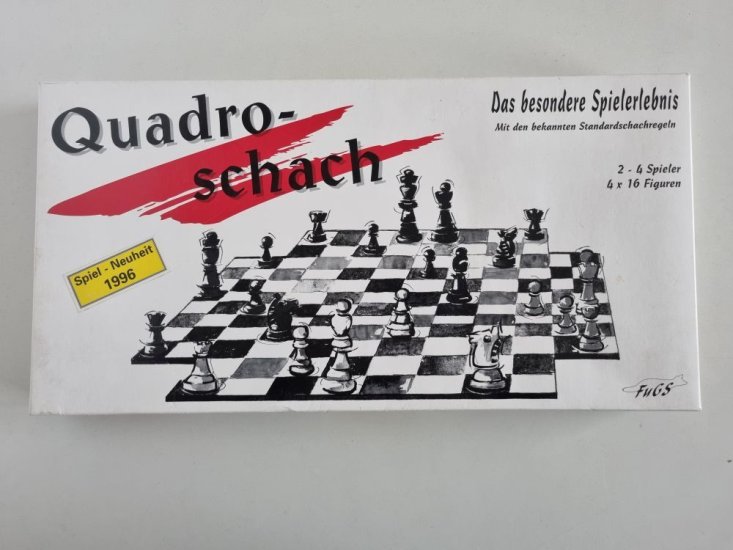 Quadro-
schach
Das besondere Spielerlebnis
Mit den bekannten Standardschachregeln
2 - 4 Spieler
4 x 16 Figuren
Spiel - Neuheit
1996
FuGS